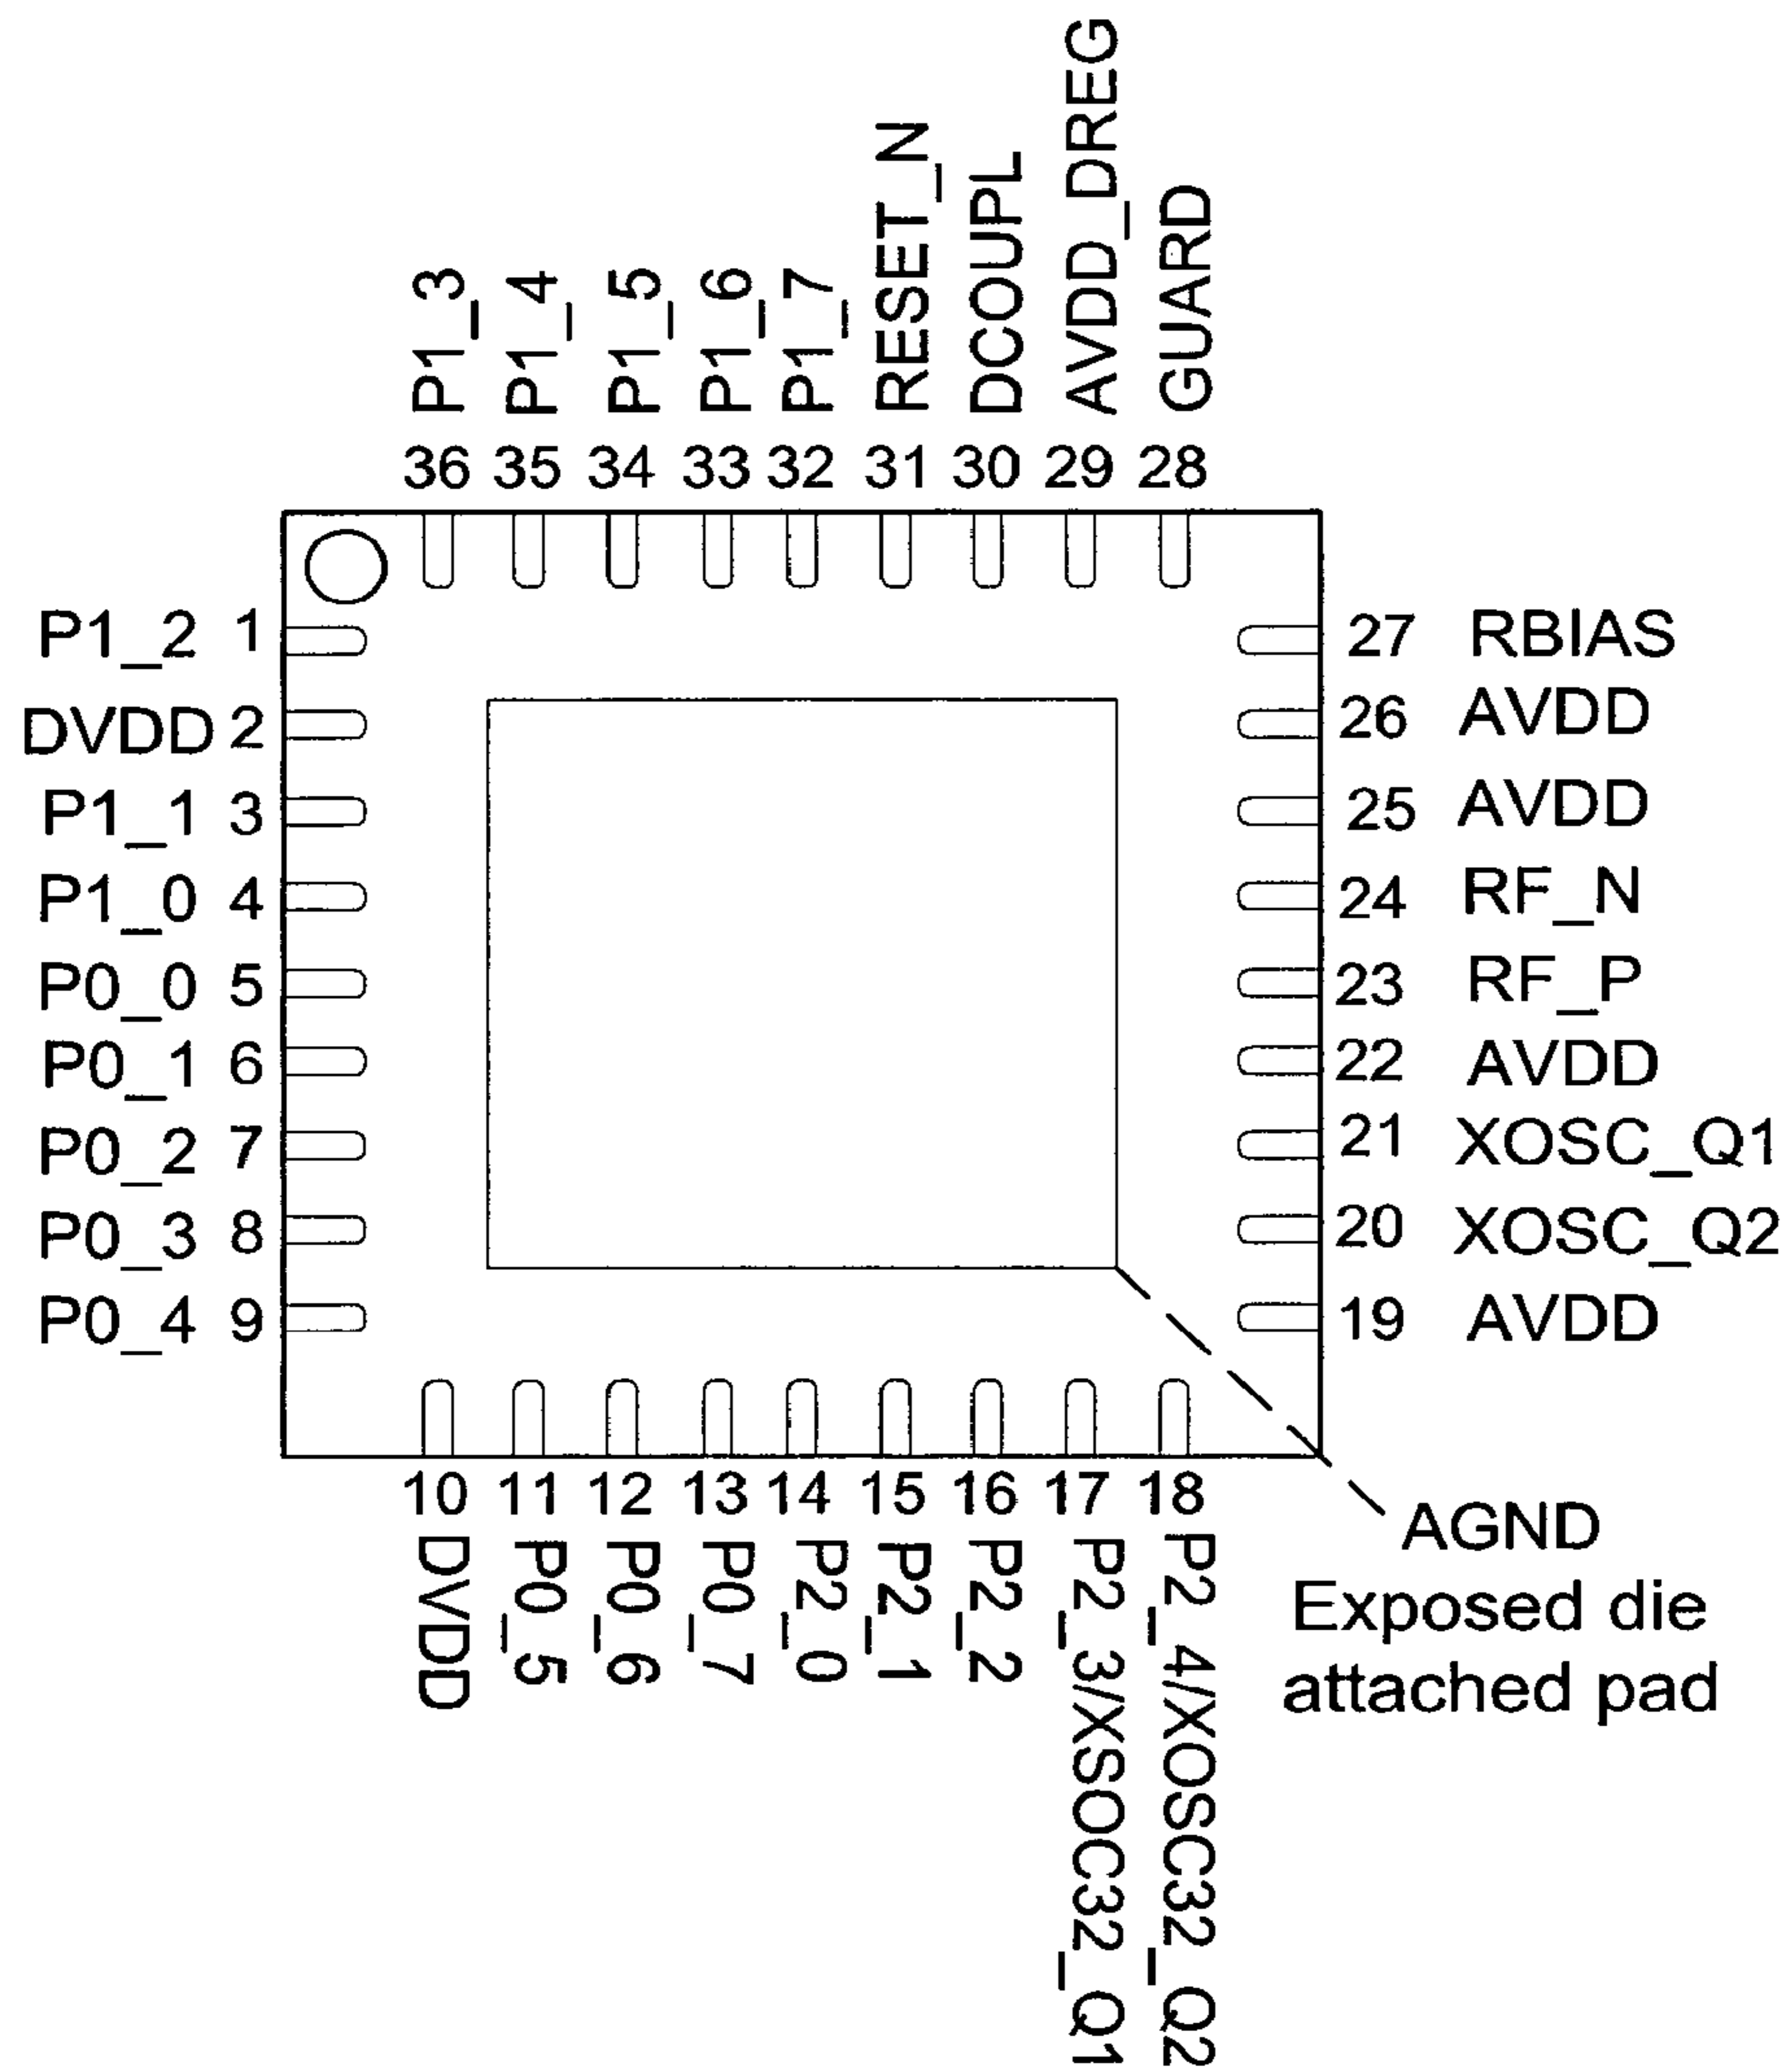 P1_3
P1_4
P1_5
P1_6
P1_7
RESET_N
DCOUPL
AVDD_DREG
GUARD
36 35 34 33 32 31 30 29 28
P1_2 1
DVDD 2
P1_1 3
P1_0 4
P0_0 5
P0_1 6
P0_2 7
P0_3 8
P0_4 9
27 RBIAS
26 AVDD
25 AVDD
24 RF_N
23 RF_P
22 AVDD
21 XOSC_Q1
20 XOSC_Q2
19 AVDD
10 11 12 13 14 15 16 17 18
DVDD
P0_5
P0_6
P0_7
P2_0
P2_1
P2_2
P2_3/XSOC32_Q1
P2_4/XOSC32_Q2
AGND
Exposed die
attached pad